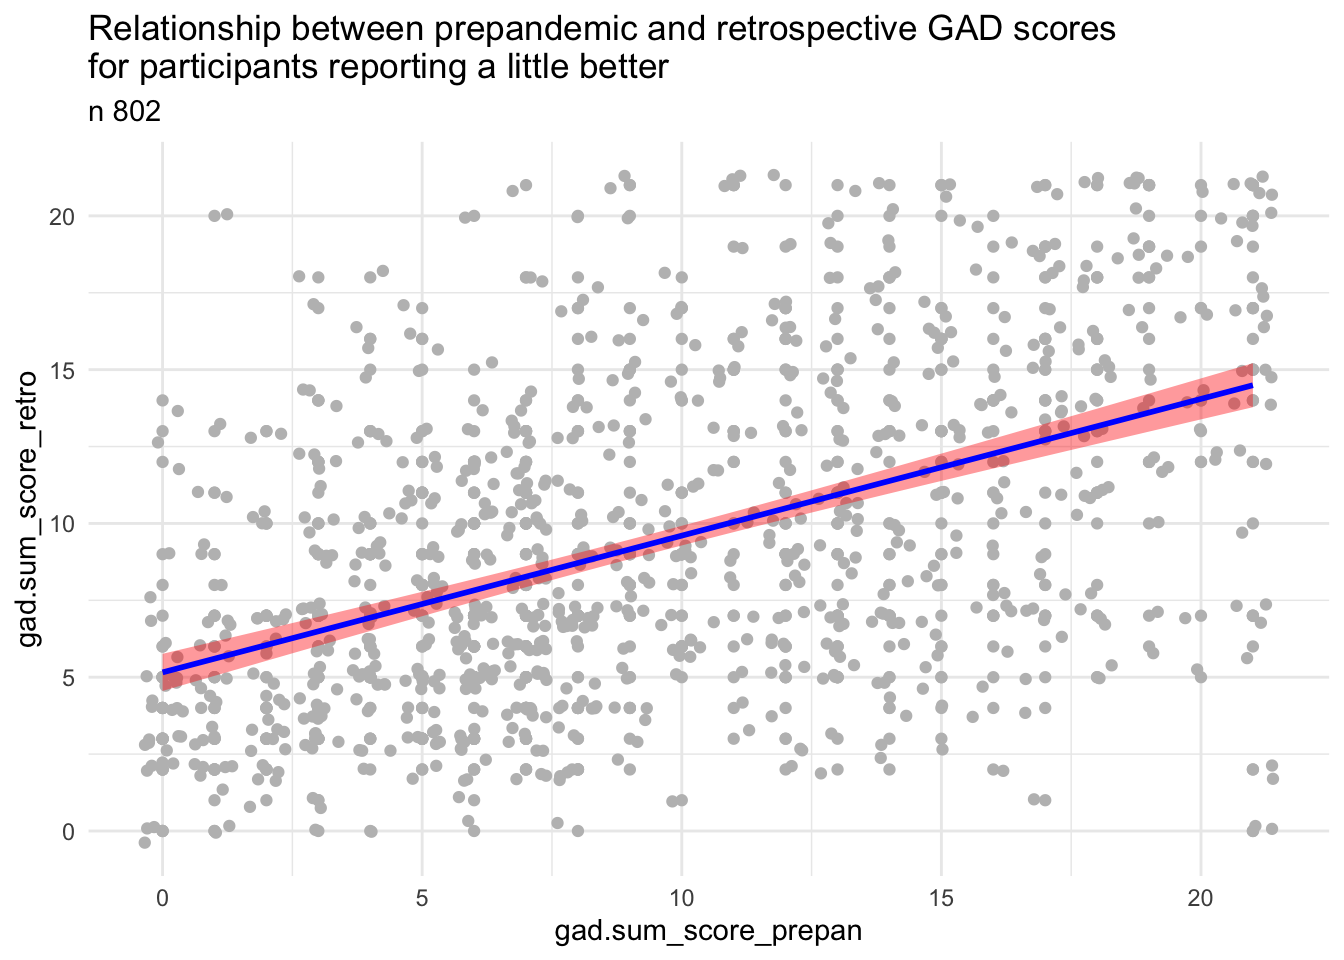 Relationship between prepandemic and retrospective GAD scores
for participants reporting a little better
n 802
gad.sum_score_retro
20
15
10
5
0
0 5 10 15 20
gad.sum_score_prepan